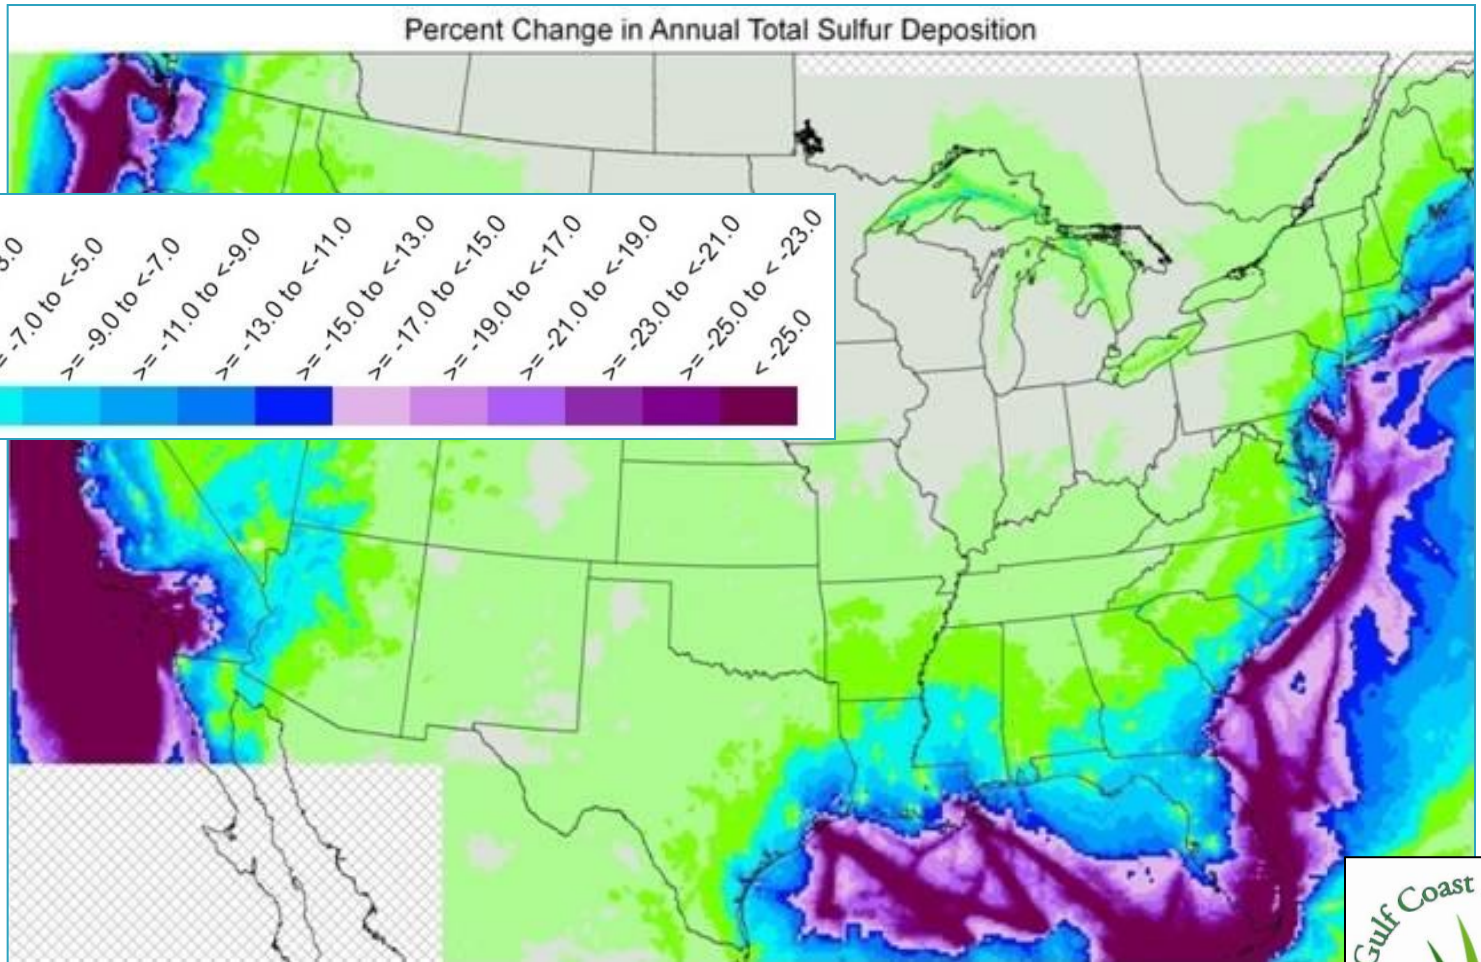 Percent Change in Annual Total Sulfur Deposition
3.0
= -7.0 to <-5.0
>= -9.0 to <-7.0
>= -11.0 to <-9.0
>= -13.0 to <-11.0
>= -15.0 to <-13.0
>= -17.0 to <-15.0
>= -19.0 to <-17.0
>= -21.0 to <-19.0
>= -23.0 to <-21.0
>= -25.0 to < -23.0
< -25.0
Gulf Coast